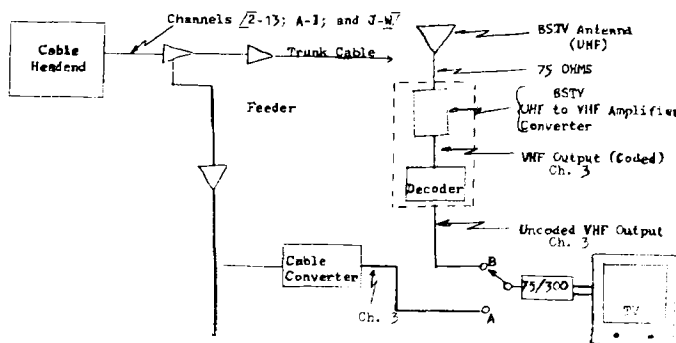 Channels /2-13; A-I; and J-W/
Cable
Headend
Trunk Cable
Feeder
BSTV Antenna
(UHF)
75 OHMS
BSTV
UHF to VHF Amplifier
Converter
VHF Output (Coded)
Ch. 3
Decoder
Uncoded VHF Output
Ch. 3
Cable
Converter
Ch. 3
B
A
75/300
TV